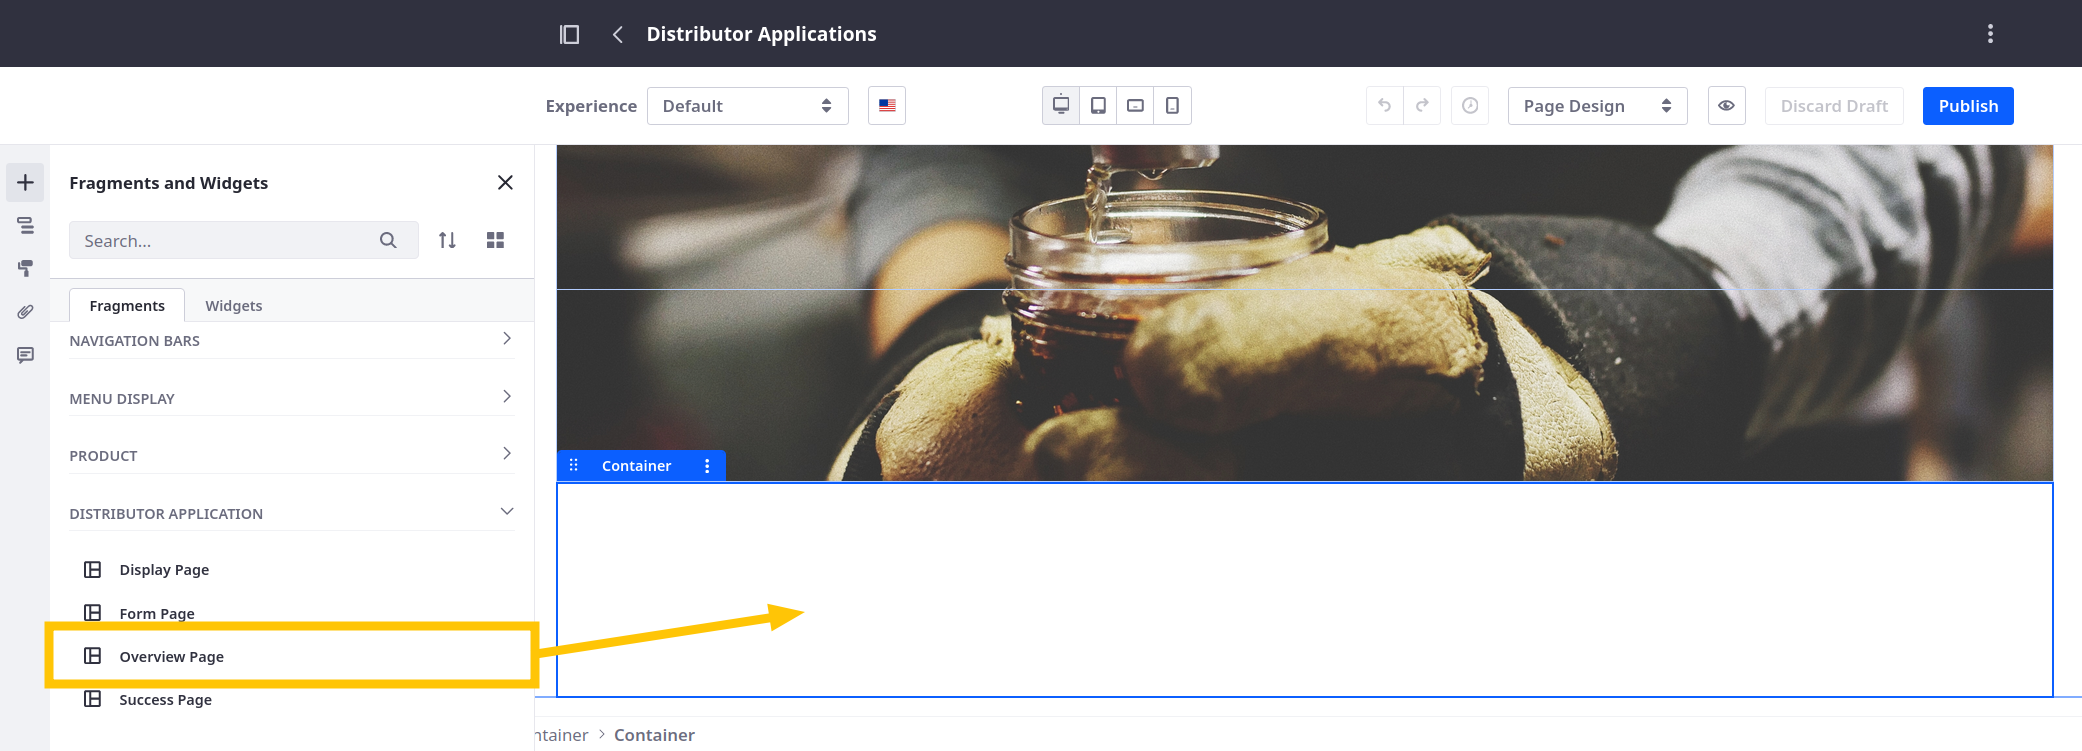 Distributor Applications
Experience
Default
Page Design
Discard Draft
Publish
Fragments and Widgets
Search...
Fragments
Widgets
NAVIGATION BARS
MENU DISPLAY
PRODUCT
DISTRIBUTOR APPLICATION
Display Page
Form Page
Overview Page
Success Page
Container
ntainer > Container